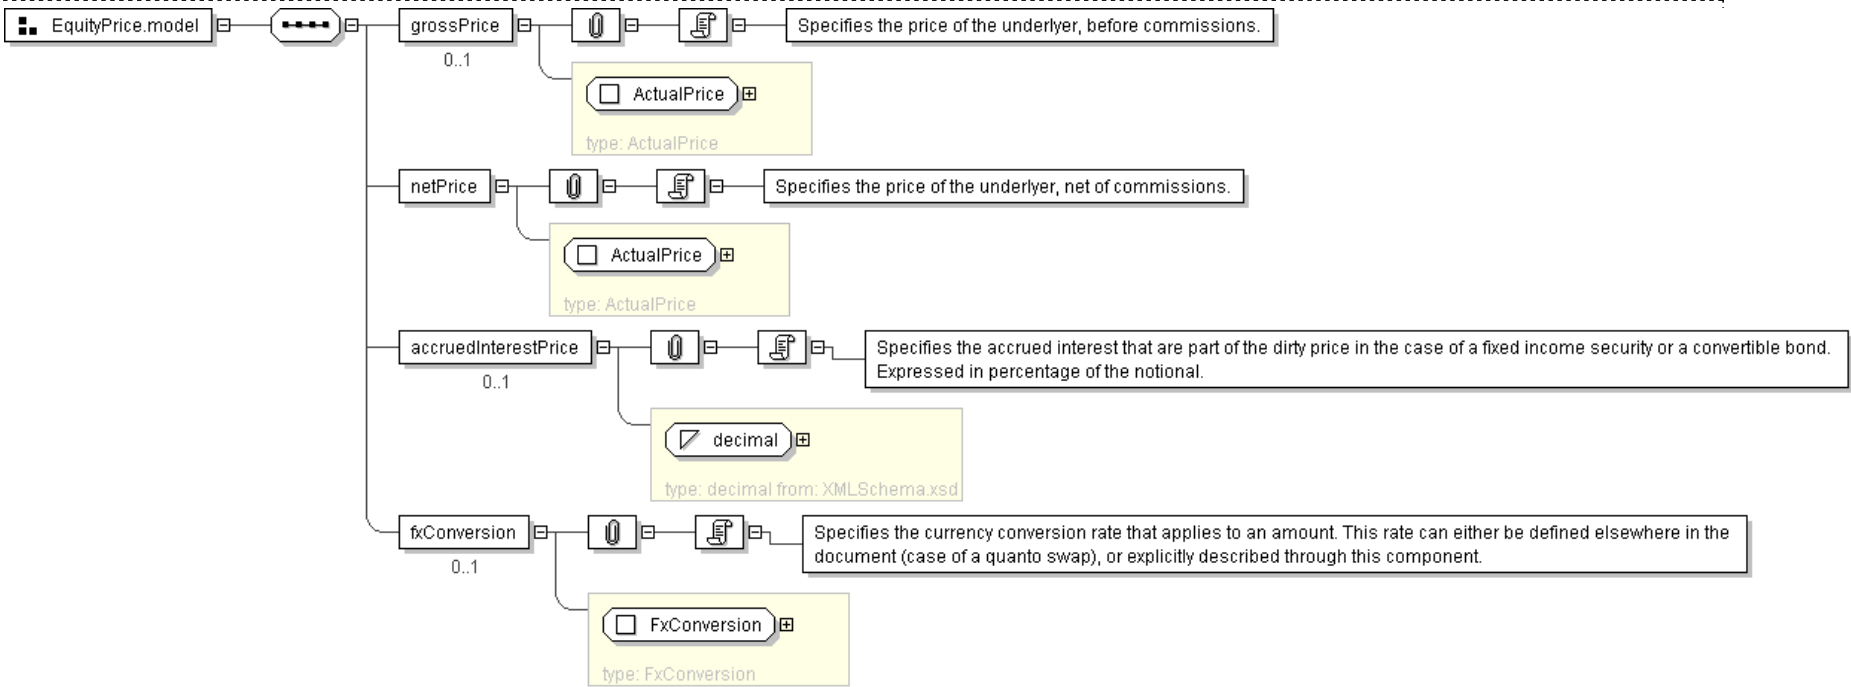 EquityPrice.model
grossPrice
Specifies the price of the underlyer, before commissions.
0..1
ActualPrice
type: ActualPrice
netPrice
Specifies the price of the underlyer, net of commissions.
ActualPrice
type: ActualPrice
accruedInterestPrice
Specifies the accrued interest that are part of the dirty price in the case of a fixed income security or a convertible bond.
Expressed in percentage of the notional.
0..1
decimal
type: decimal from: XMLSchema.xsd
fxConversion
Specifies the currency conversion rate that applies to an amount. This rate can either be defined elsewhere in the
document (case of a quanto swap), or explicitly described through this component.
0..1
FxConversion
type: FxConversion